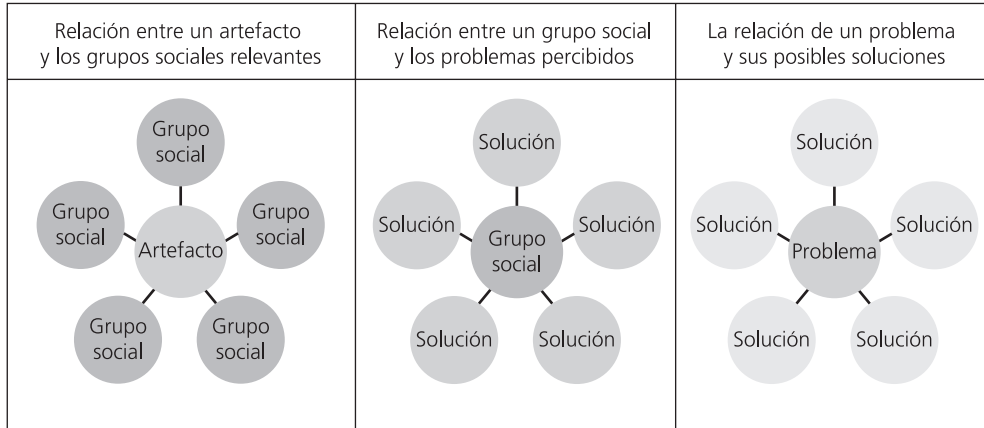 Relación entre un artefacto
y los grupos sociales relevantes
Relación entre un grupo social
y los problemas percibidos
La relación de un problema
y sus posibles soluciones
Grupo
social
Grupo
social
Artefacto
Grupo
social
Grupo
social
Grupo
social
Solución
Solución
Grupo
social
Solución
Solución
Solución
Solución
Solución
Problema
Solución
Solución
Solución